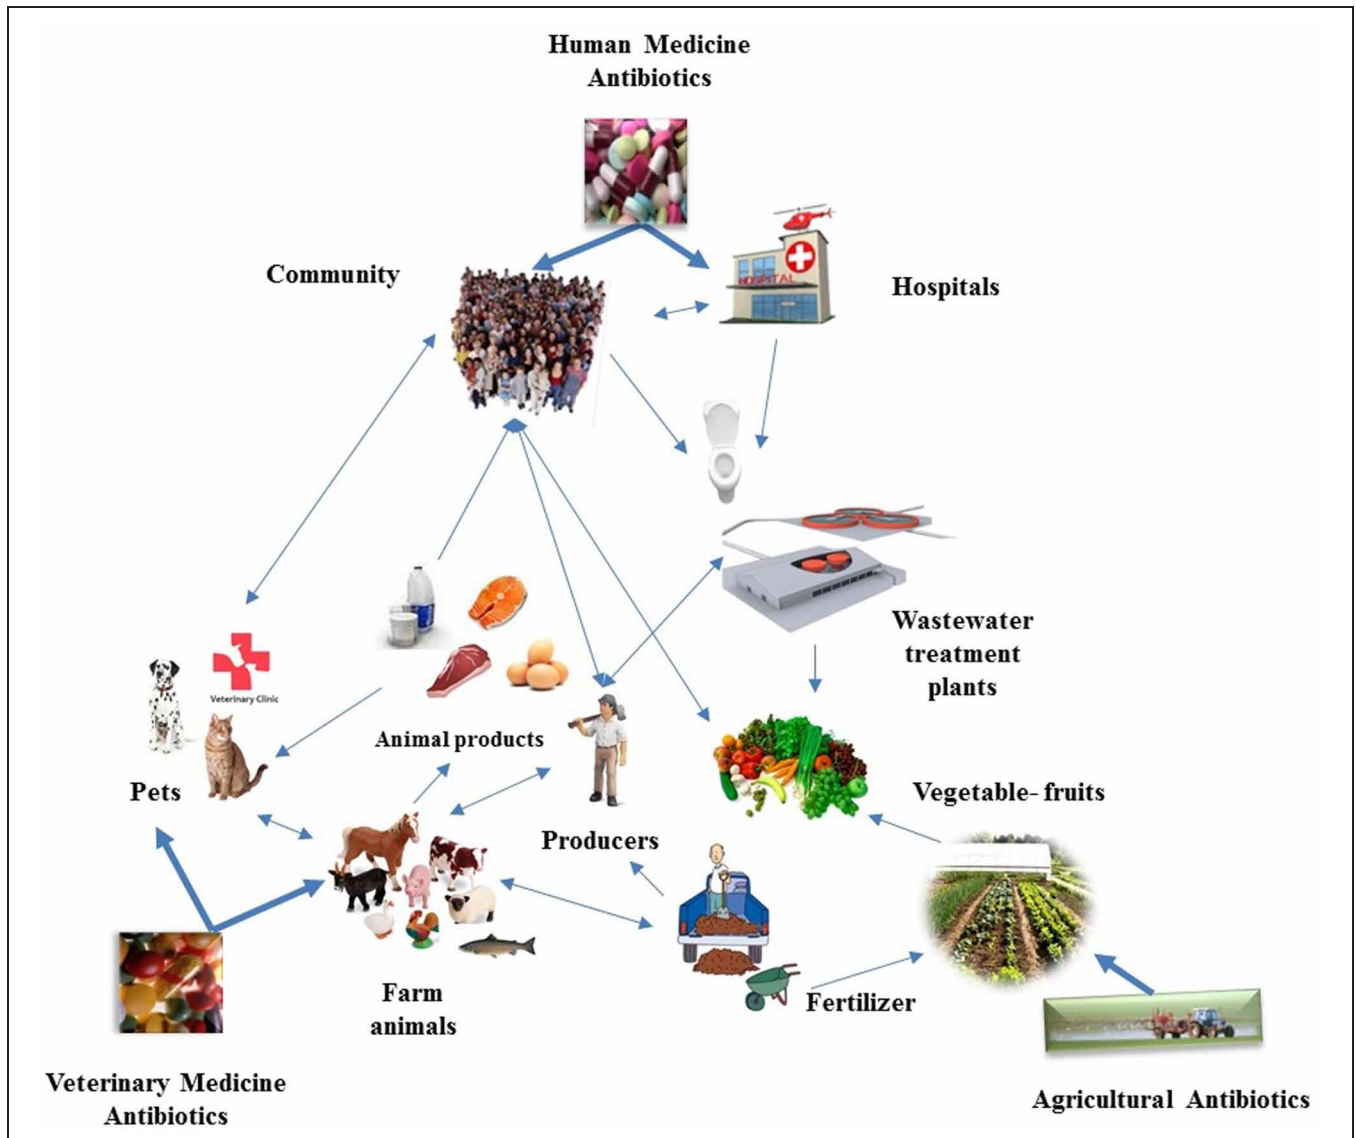 Human Medicine
Antibiotics
Community
HOSPITAL
Hospitals
Wastewater
treatment
plants
Veterinary Clinic
Animal products
Pets
Vegetable- fruits
Producers
Farm
animals
Fertilizer
Veterinary Medicine
Antibiotics
Agricultural Antibiotics